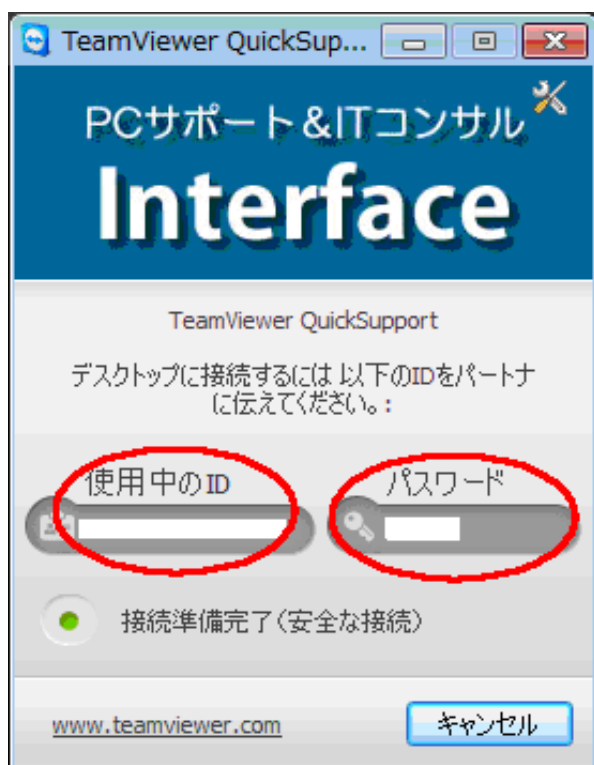 TeamViewer QuickSup...
PCサポート&ITコンサル
Interface
TeamViewer QuickSupport
デスクトップに接続するには 以下のIDをパートナ
に伝えてください。:
使用中のID
パスワード
接続準備完了(安全な接続)
www.teamviewer.com
キャンセル